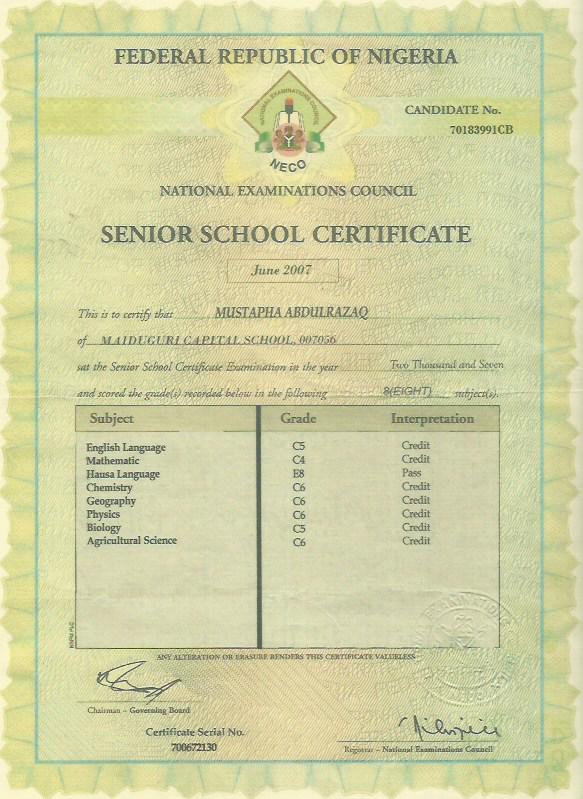 FEDERAL REPUBLIC OF NIGERIA
NATIONAL EXAMINATIONS COUNCIL
NECO
CANDIDATE No.
70183991CB
NATIONAL EXAMINATIONS COUNCIL
SENIOR SCHOOL CERTIFICATE
June 2007
This is to certify that MUSTAPHA ABDULRAZAQ
of MAIDUGURI CAPITAL SCHOOL, 007056
sat the Senior School Certificate Examination in the year Two Thousand and Seven
and scored the grade(s) recorded below in the following 8(EIGHT) subject(s).
Subject Grade Interpretation
English Language C5 Credit
Mathematic C4 Credit
Hausa Language E8 Pass
Chemistry C6 Credit
Geography C6 Credit
Physics C6 Credit
Biology C5 Credit
Agricultural Science C6 Credit
ANY ALTERATION OR ERASURE RENDERS THIS CERTIFICATE VALUELESS
Chairman - Governing Board
Certificate Serial No.
700672130
Registrar - National Examinations Council